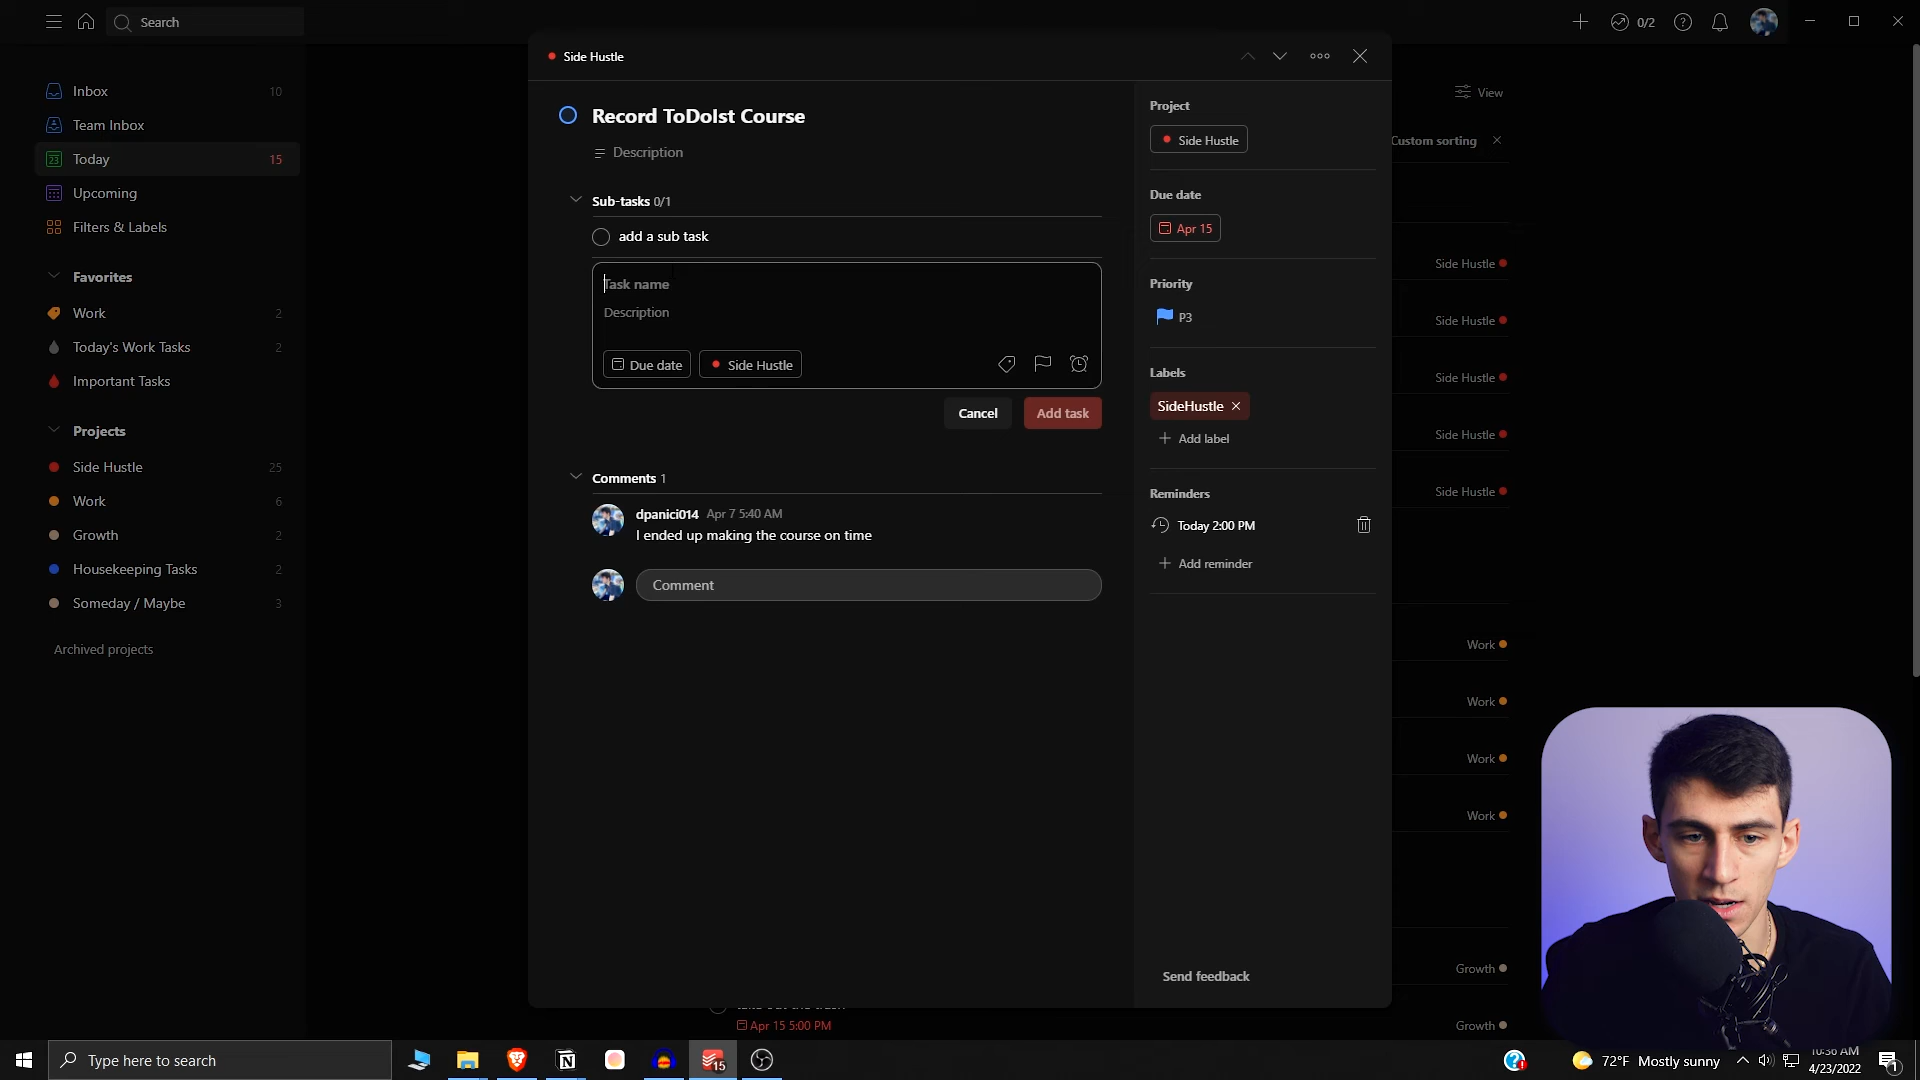 Search
0/2
Side Hustle
Inbox 10
Team Inbox
23 Today 15
Upcoming
Filters & Labels
Favorites
Work 2
Today's Work Tasks 2
Important Tasks
Projects
Side Hustle 25
Work 6
Growth 2
Housekeeping Tasks 2
Someday / Maybe 3
Archived projects
Record ToDoIst Course
Description
Sub-tasks 0/1
add a sub task
Task name
Description
Due date
Side Hustle
Cancel
Add task
Comments 1
dpanici014 Apr 7 5:40 AM
I ended up making the course on time
Comment
Project
Side Hustle
Due date
Apr 15
Priority
P3
Labels
SideHustle
Add label
Reminders
Today 2:00 PM
Add reminder
Send feedback
View
Custom sorting
Side Hustle
Side Hustle
Side Hustle
Side Hustle
Side Hustle
Work
Work
Work
Work
Growth
Apr 15 5:00 PM
Growth
Type here to search
15
72°F Mostly sunny
10:36 AM
4/23/2022
1